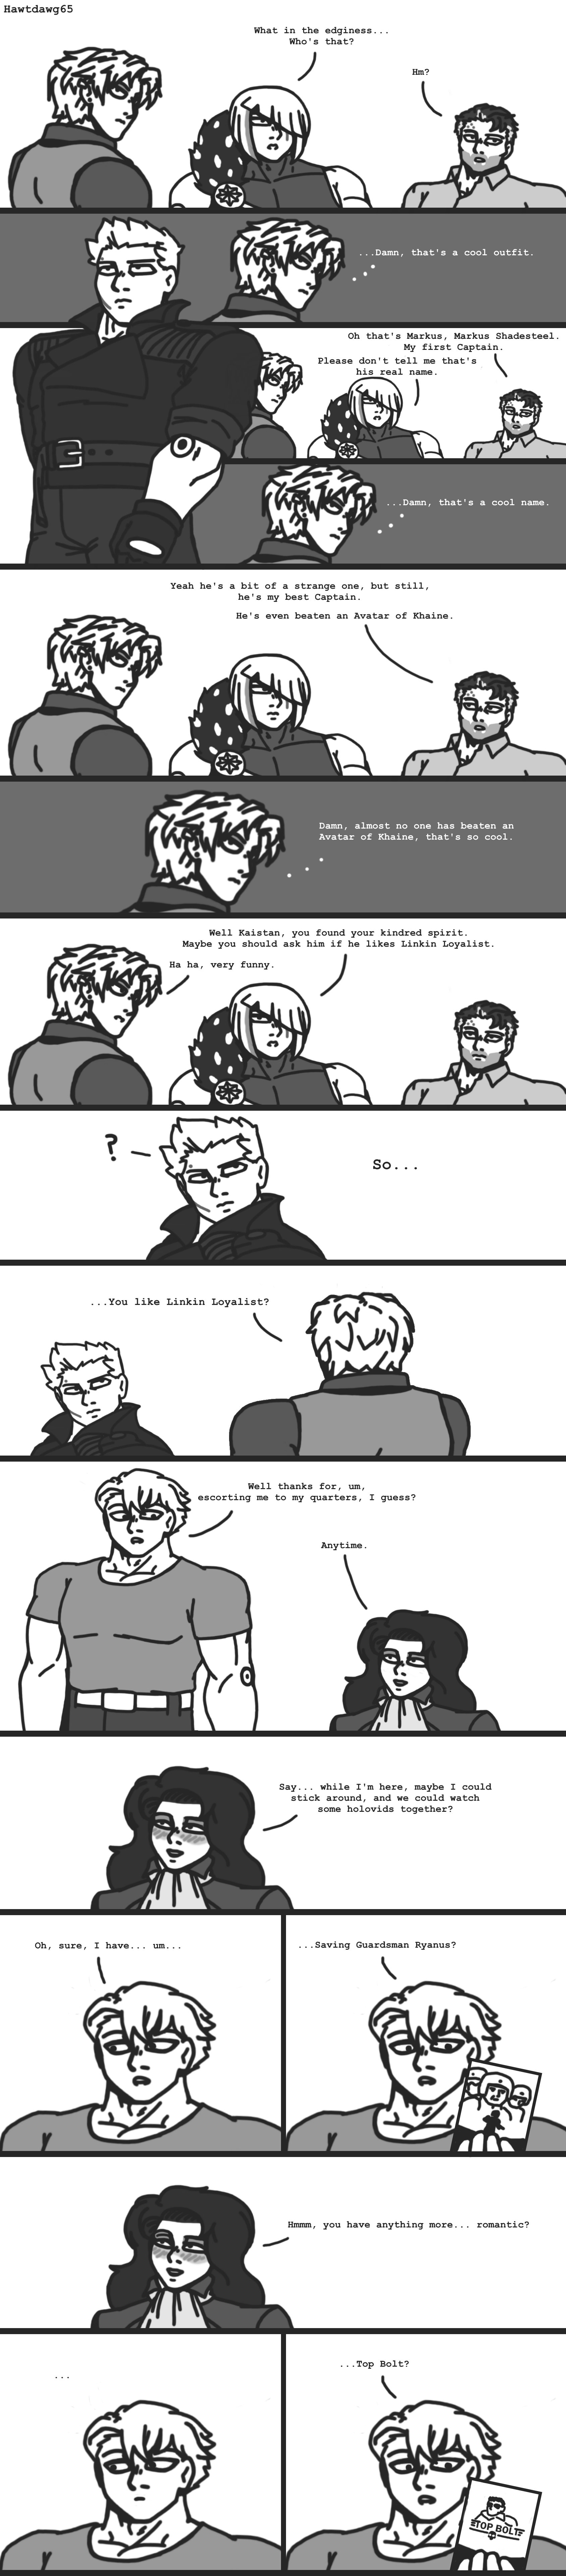 Hawtdawg65
What in the edginess...
Who's that?
Hm?
...Damn, that's a cool outfit.
Oh that's Markus, Markus Shadesteel.
My first Captain.
Please don't tell me that's
his real name.
...Damn, that's a cool name.
Yeah he's a bit of a strange one, but still,
he's my best Captain.
He's even beaten an Avatar of Khaine.
Damn, almost no one has beaten an
Avatar of Khaine, that's so cool.
Well Kaistan, you found your kindred spirit.
Maybe you should ask him if he likes Linkin Loyalist.
Ha ha, very funny.
?
So...
...You like Linkin Loyalist?
Well thanks for, um,
escorting me to my quarters, I guess?
Anytime.
Say... while I'm here, maybe I could
stick around, and we could watch
some holovids together?
Oh, sure, I have... um...
...Saving Guardsman Ryanus?
Hmmm, you have anything more... romantic?
...
...Top Bolt?
TOP BOLT